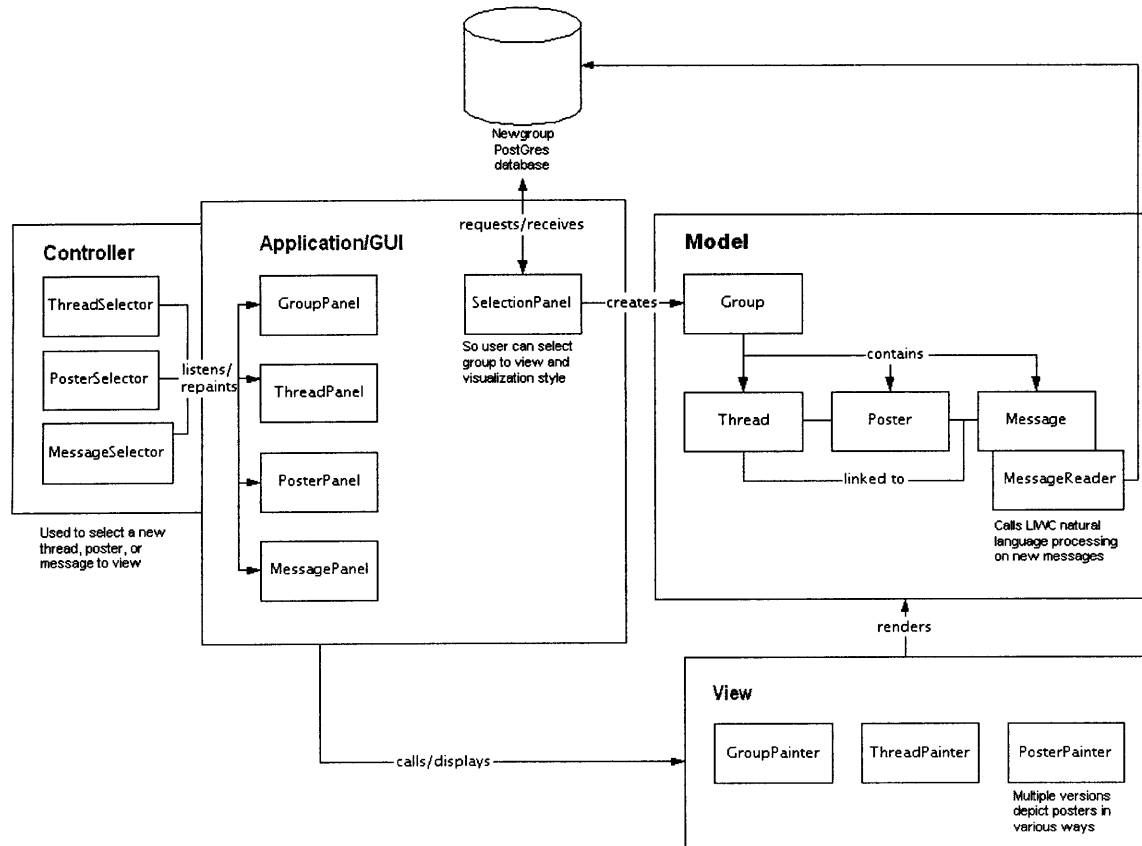 Newgroup
PostGres
database
requests/receives
Controller
ThreadSelector
PosterSelector
MessageSelector
Used to select a new
thread, poster, or
message to view
listens/
repaints
Application/GUI
GroupPanel
ThreadPanel
PosterPanel
MessagePanel
SelectionPanel
So user can select
group to view and
visualization style
creates
Model
Group
contains
Thread
Poster
Message
linked to
MessageReader
Calls LIWC natural
language processing
on new messages
renders
calls/displays
View
GroupPainter
ThreadPainter
PosterPainter
Multiple versions
depict posters in
various ways